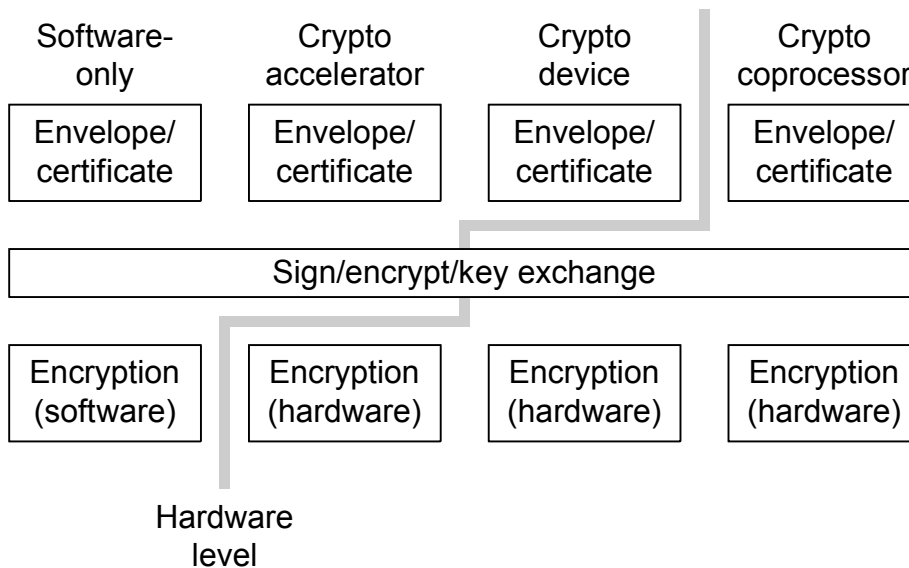 Software-
only
Crypto
accelerator
Crypto
device
Crypto
coprocessor
Envelope/
certificate
Envelope/
certificate
Envelope/
certificate
Envelope/
certificate
Sign/encrypt/key exchange
Encryption
(software)
Encryption
(hardware)
Encryption
(hardware)
Encryption
(hardware)
Hardware
level